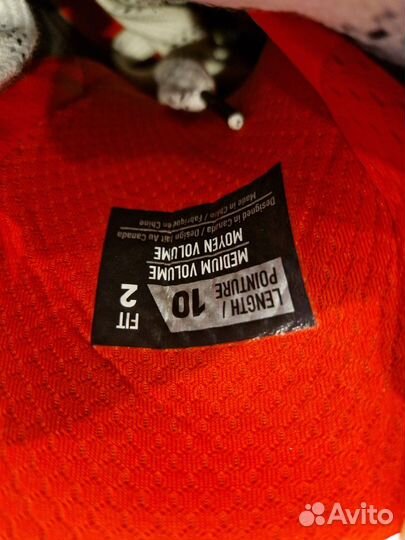 LENGTH /
POINTURE
10
FIT
2
MEDIUM VOLUME
MOYEN VOLUME
Designed in Canada / Design fait Au Canada
Made in China / Fabriqué en Chine
Avito